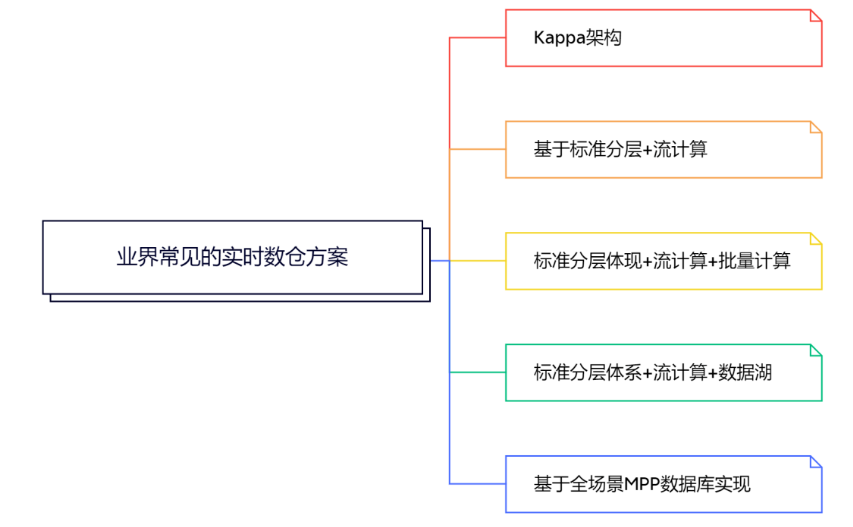 Kappa架构
基于标准分层+流计算
业界常见的实时数仓方案
标准分层体现+流计算+批量计算
标准分层体系+流计算+数据湖
基于全场景MPP数据库实现